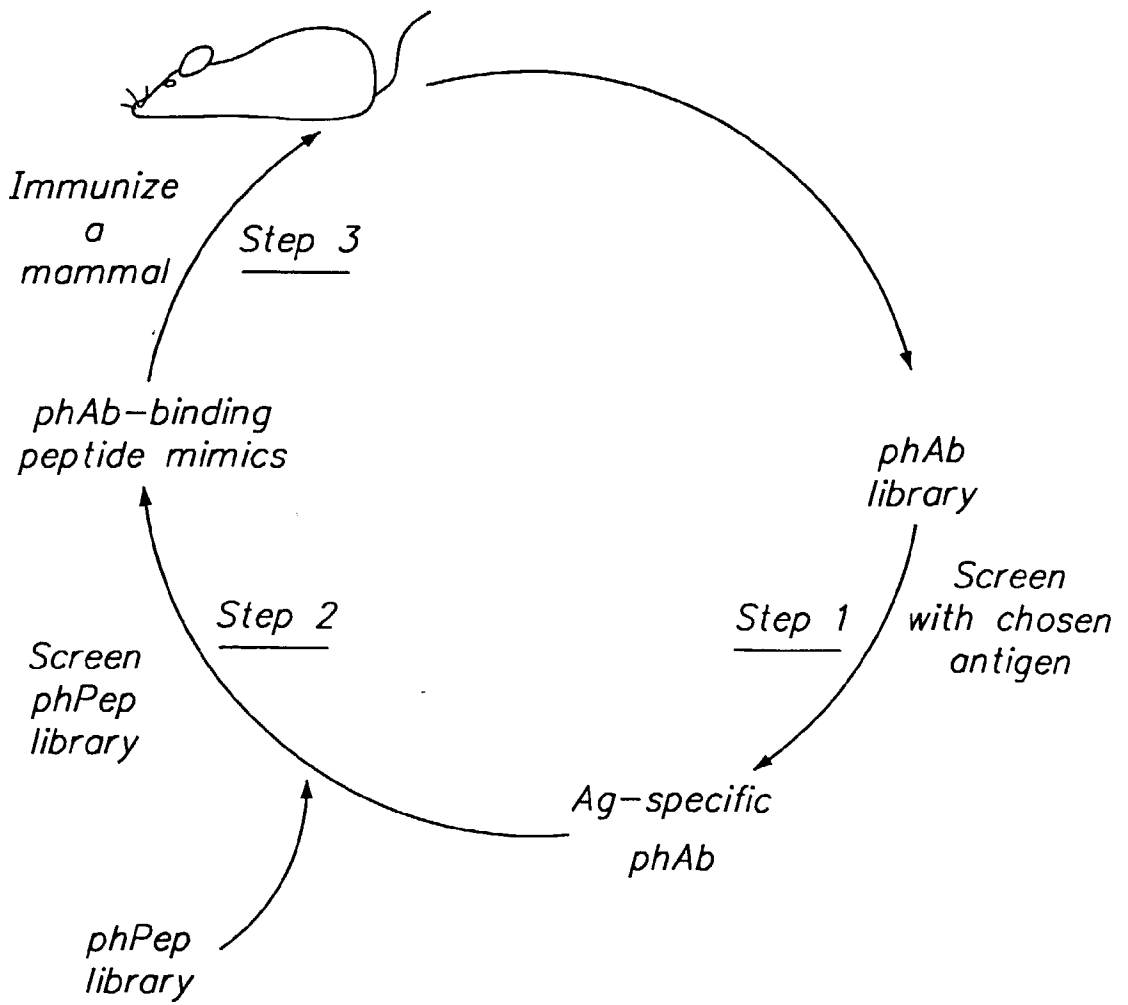 Immunize
a
mammal
Step 3
phAb-binding
peptide mimics
phAb
library
Screen
with chosen
antigen
Step 1
Step 2
Screen
phPep
library
Ag-specific
phAb
phPep
library